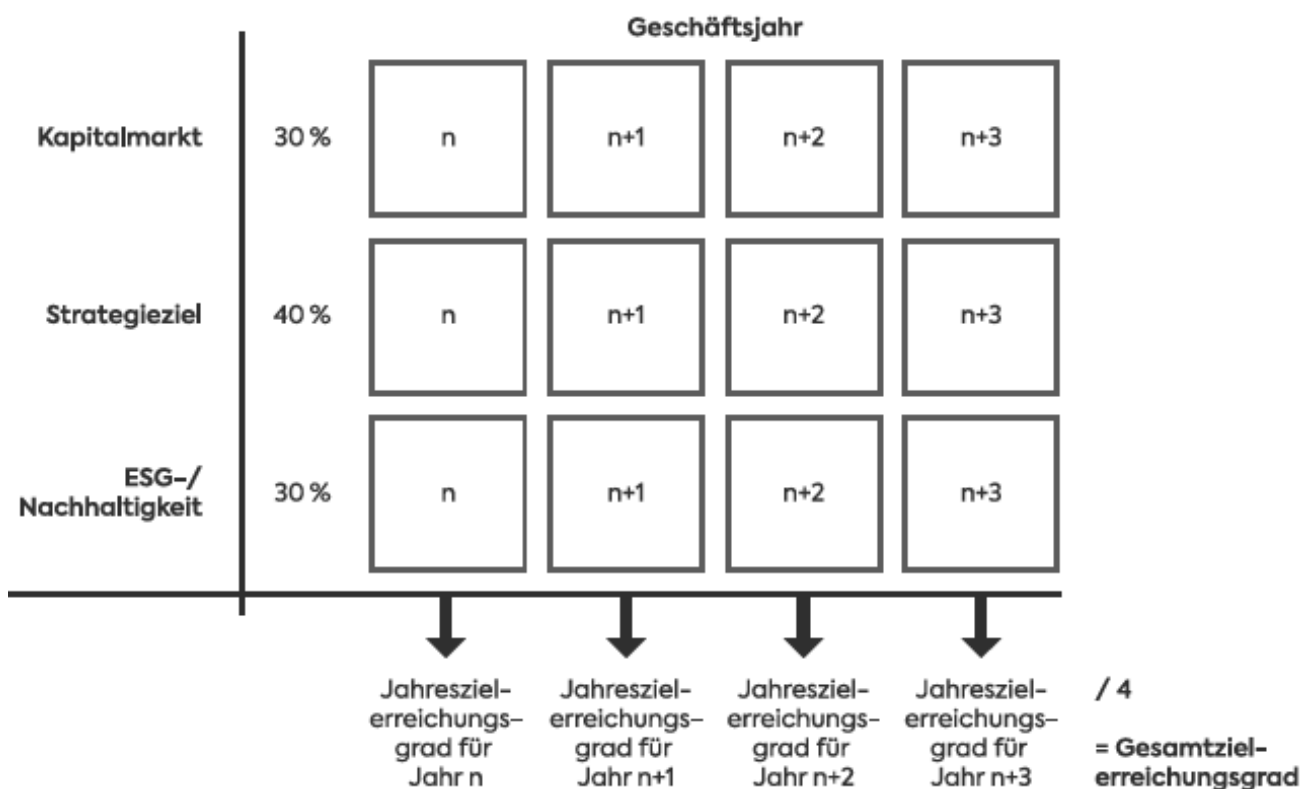 Geschäftsjahr
Kapitalmarkt 30 % n n+1 n+2 n+3
Strategieziel 40 % n n+1 n+2 n+3
ESG-/
Nachhaltigkeit 30 % n n+1 n+2 n+3
Jahresziel-
erreichungs-
grad für
Jahr n
Jahresziel-
erreichungs-
grad für
Jahr n+1
Jahresziel-
erreichungs-
grad für
Jahr n+2
Jahresziel-
erreichungs-
grad für
Jahr n+3
/ 4
= Gesamtziel-
erreichungsgrad